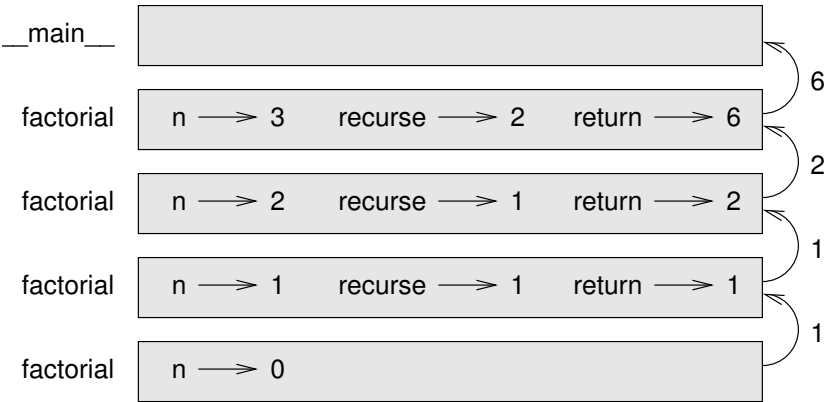 __main__
6
factorial n 3 recurse 2 return 6
2
factorial n 2 recurse 1 return 2
1
factorial n 1 recurse 1 return 1
1
factorial n 0